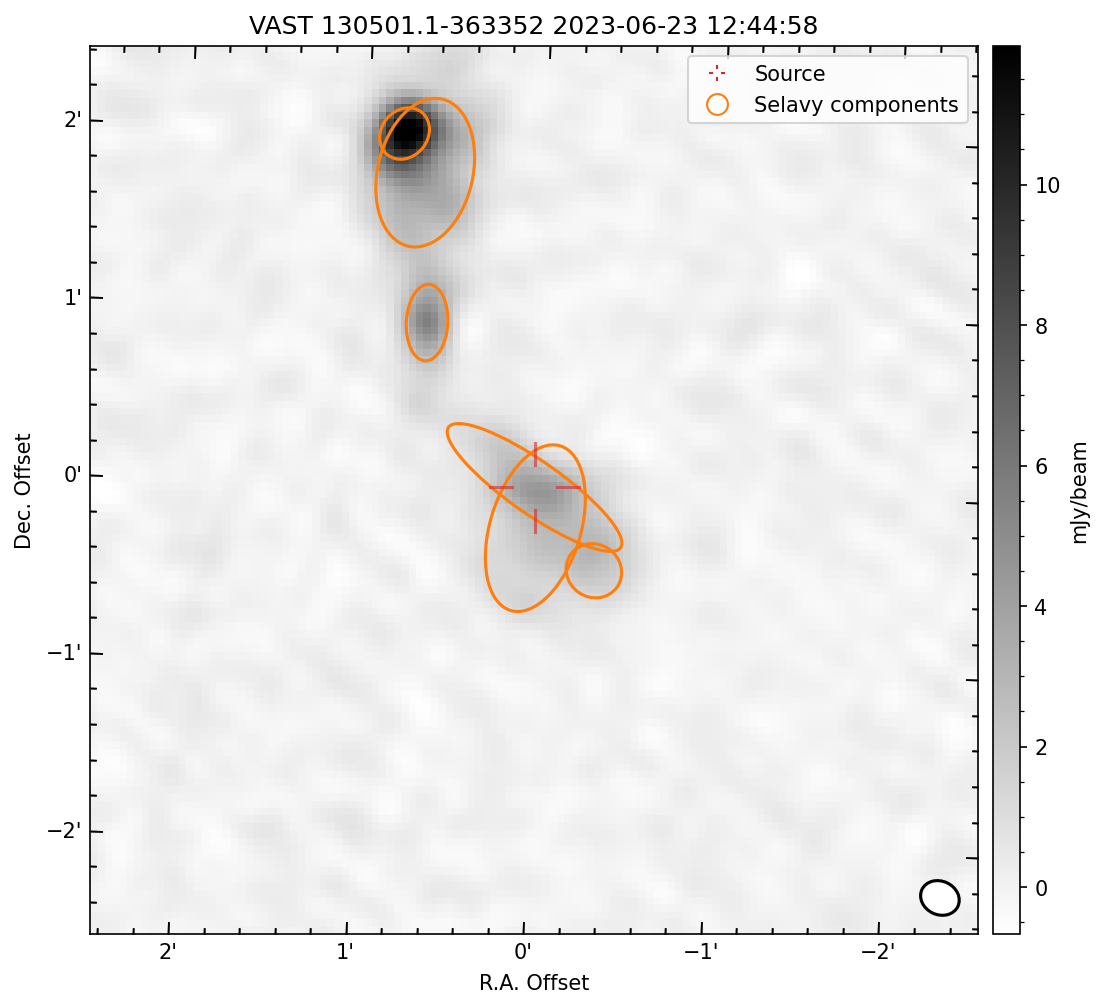 VAST 130501.1-363352 2023-06-23 12:44:58
Source
Selavy components
2'
1'
0'
−1'
−2'
Dec. Offset
2'
1'
0'
−1'
−2'
R.A. Offset
10
8
6
4
2
0
mJy/beam